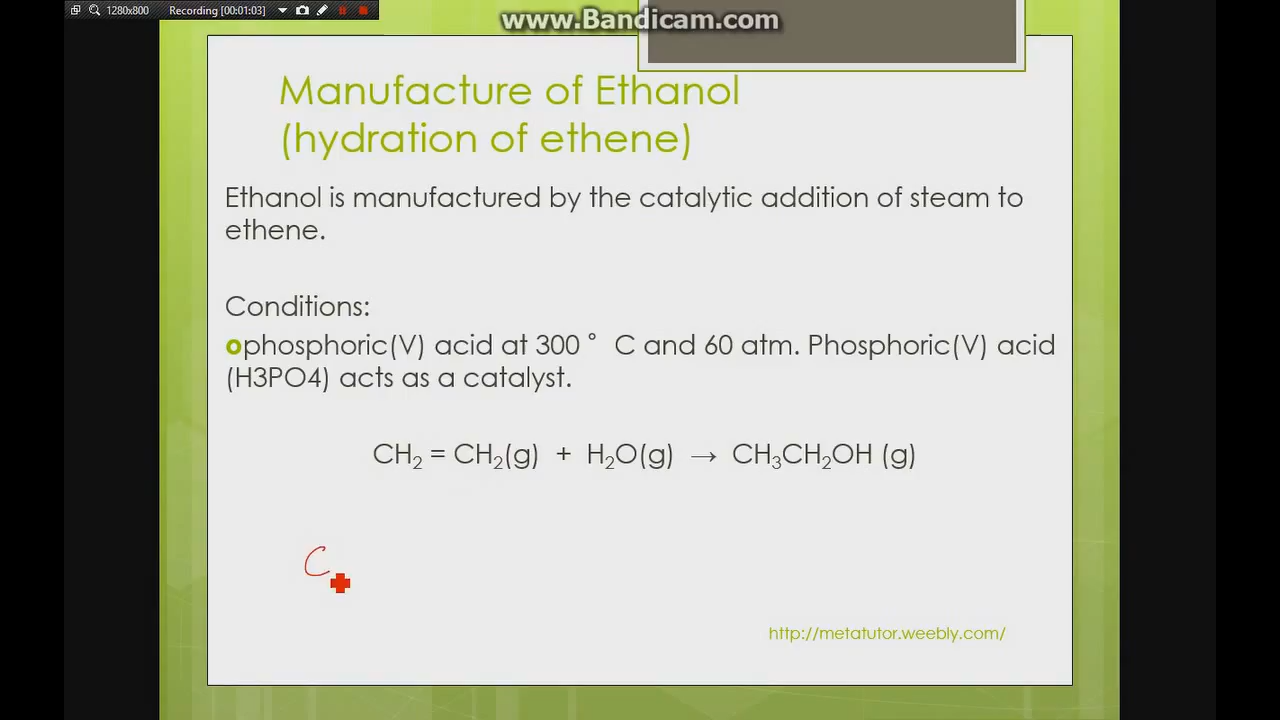 1280x800 Recording [00:01:03]
www.Bandicam.com
Manufacture of Ethanol
(hydration of ethene)
Ethanol is manufactured by the catalytic addition of steam to
ethene.
Conditions:
phosphoric(V) acid at 300 ° C and 60 atm. Phosphoric(V) acid
(H3PO4) acts as a catalyst.
CH₂ = CH₂(g) + H₂O(g) → CH₃CH₂OH (g)
C
http://metatutor.weebly.com/